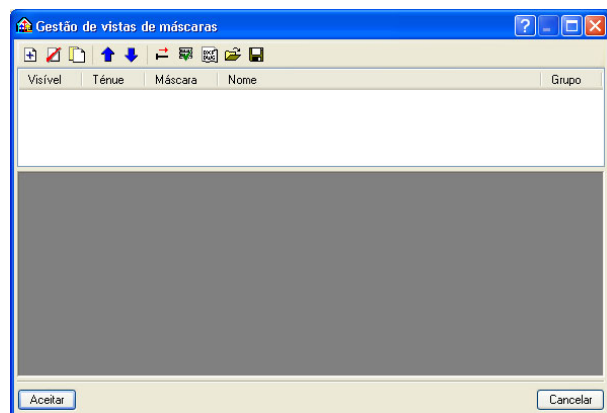 Gestão de vistas de máscaras
Visível Ténue Máscara Nome Grupo
Aceitar Cancelar